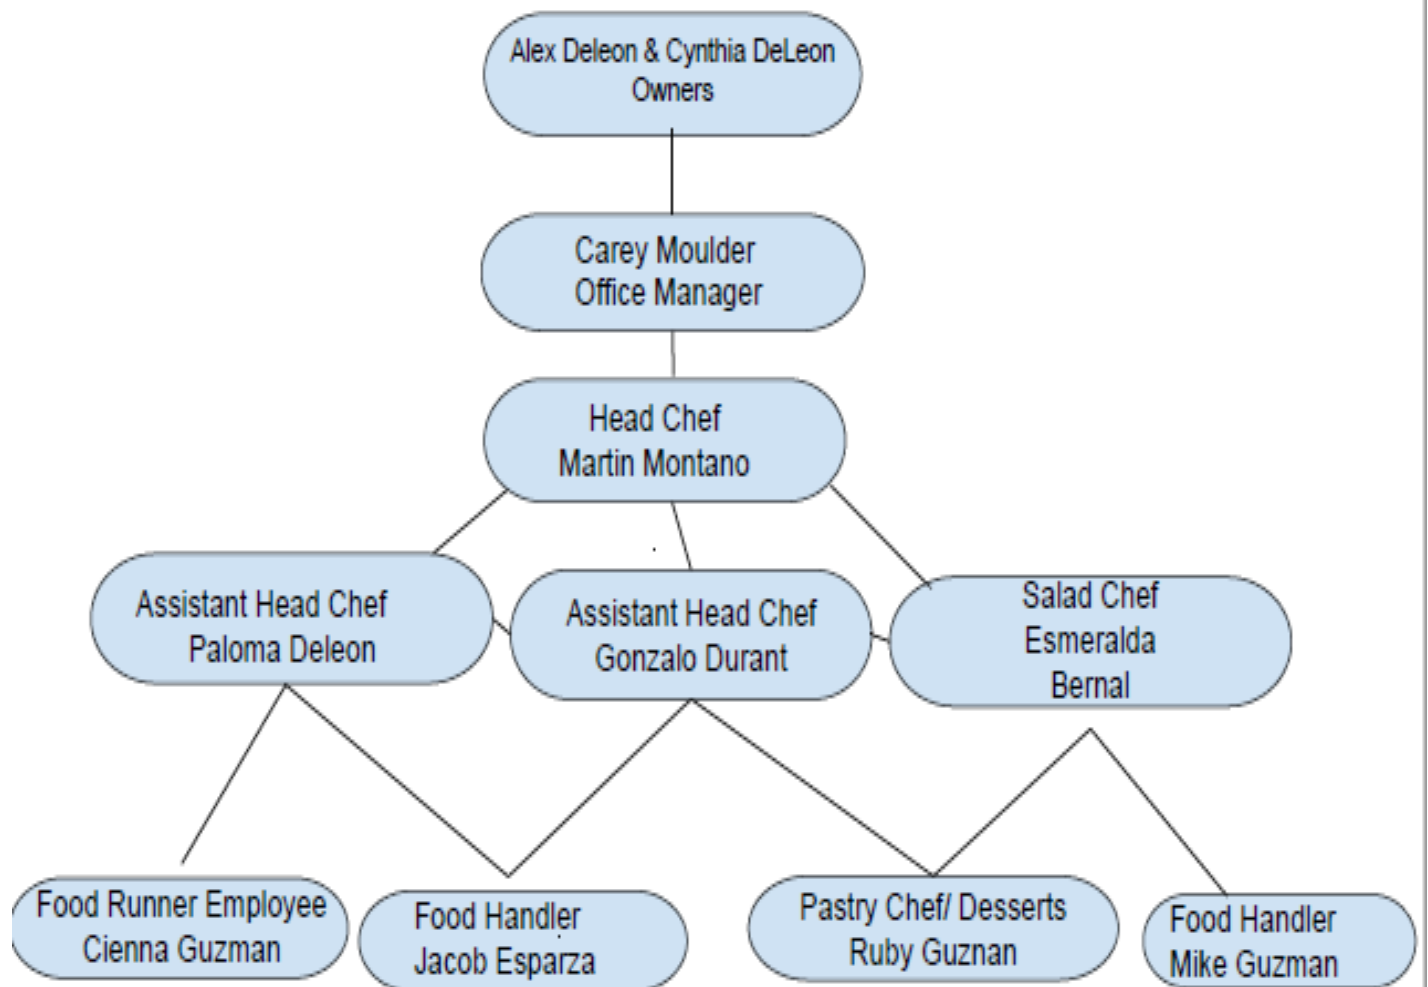 Alex Deleon & Cynthia DeLeon
Owners
Carey Moulder
Office Manager
Head Chef
Martin Montano
Assistant Head Chef
Paloma Deleon
Assistant Head Chef
Gonzalo Durant
Salad Chef
Esmeralda
Bernal
Food Runner Employee
Cienna Guzman
Food Handler
Jacob Esparza
Pastry Chef/ Desserts
Ruby Guznan
Food Handler
Mike Guzman